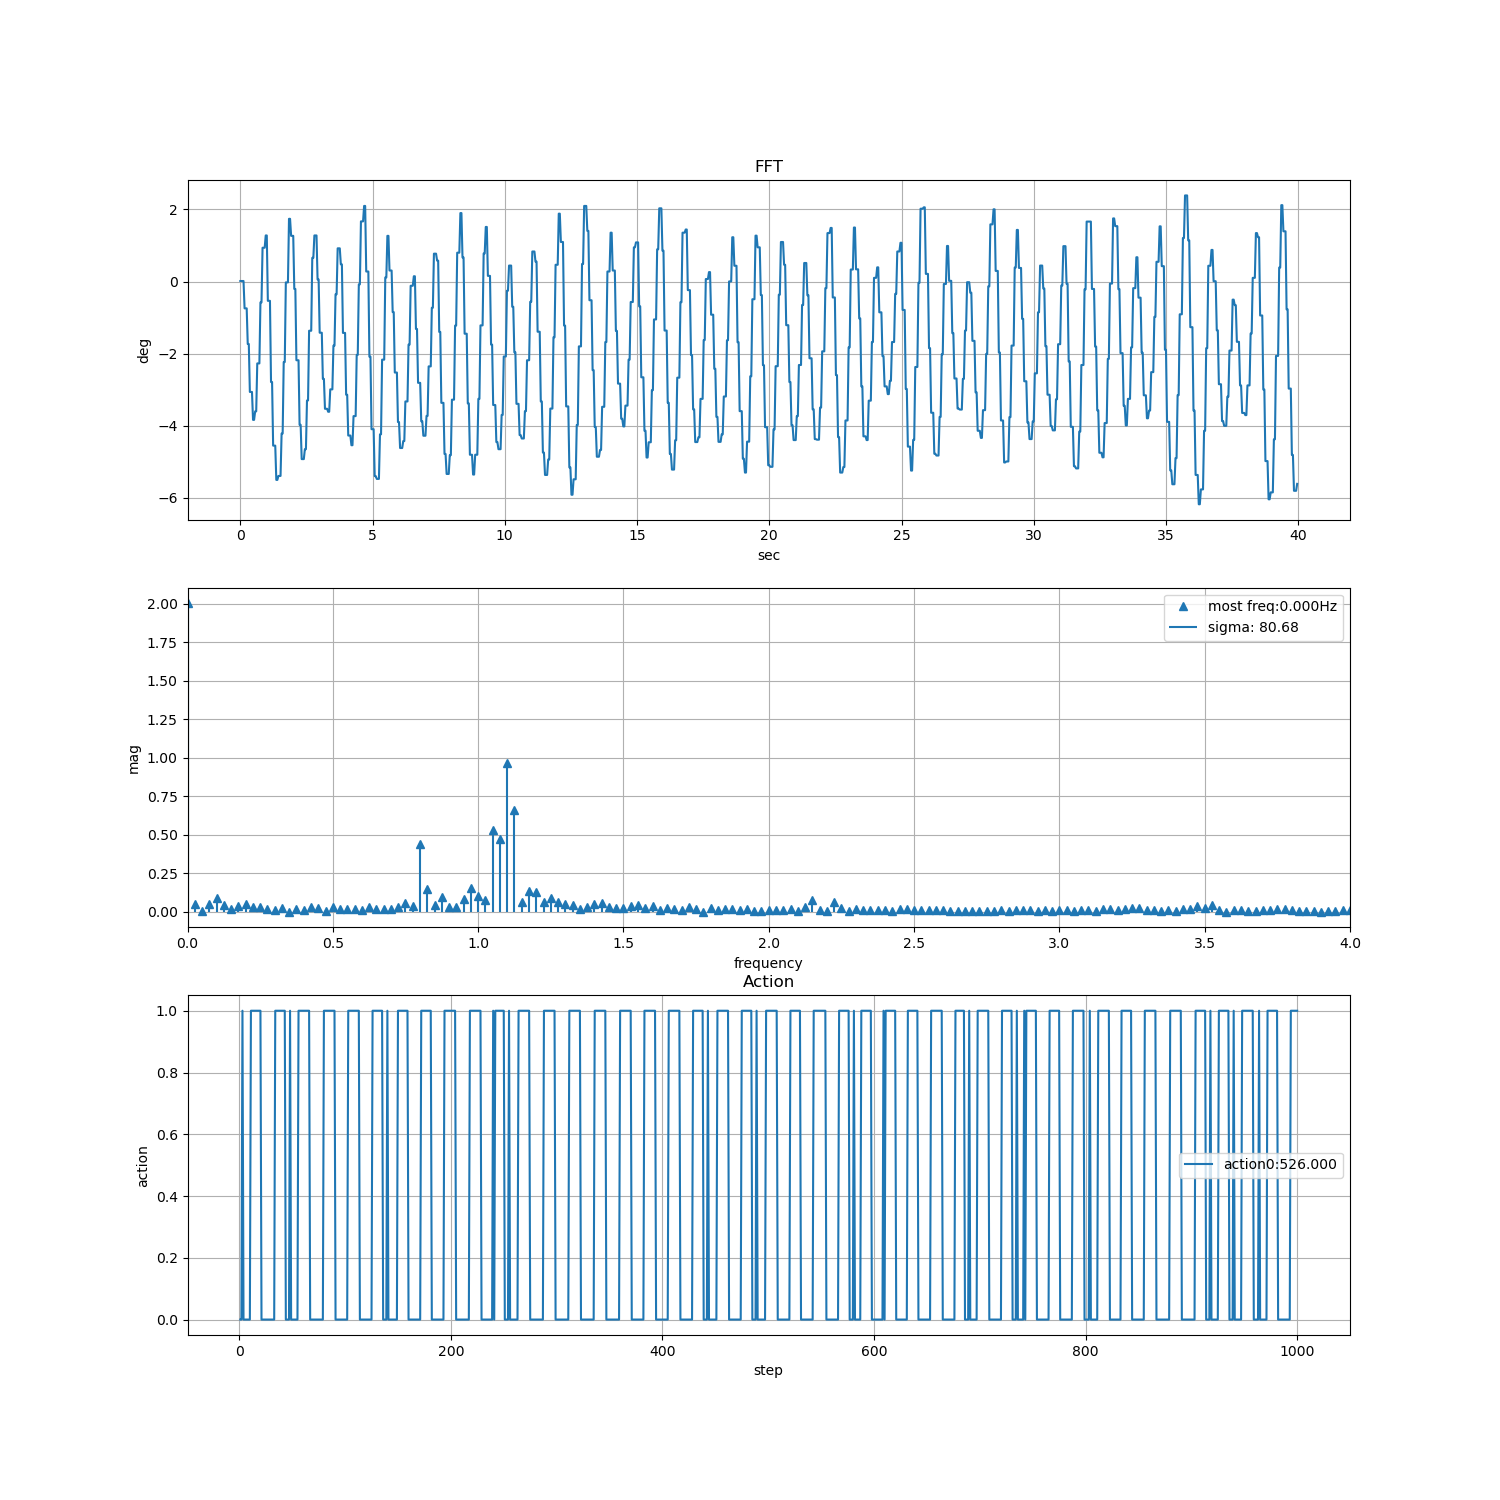 FFT
2
0
−2
−4
−6
deg
0 5 10 15 20 25 30 35 40
sec
2.00
1.75
1.50
1.25
1.00
0.75
0.50
0.25
0.00
mag
most freq:0.000Hz
sigma: 80.68
0.0 0.5 1.0 1.5 2.0 2.5 3.0 3.5 4.0
frequency
Action
1.0
0.8
0.6
0.4
0.2
0.0
action
action0:526.000
0 200 400 600 800 1000
step